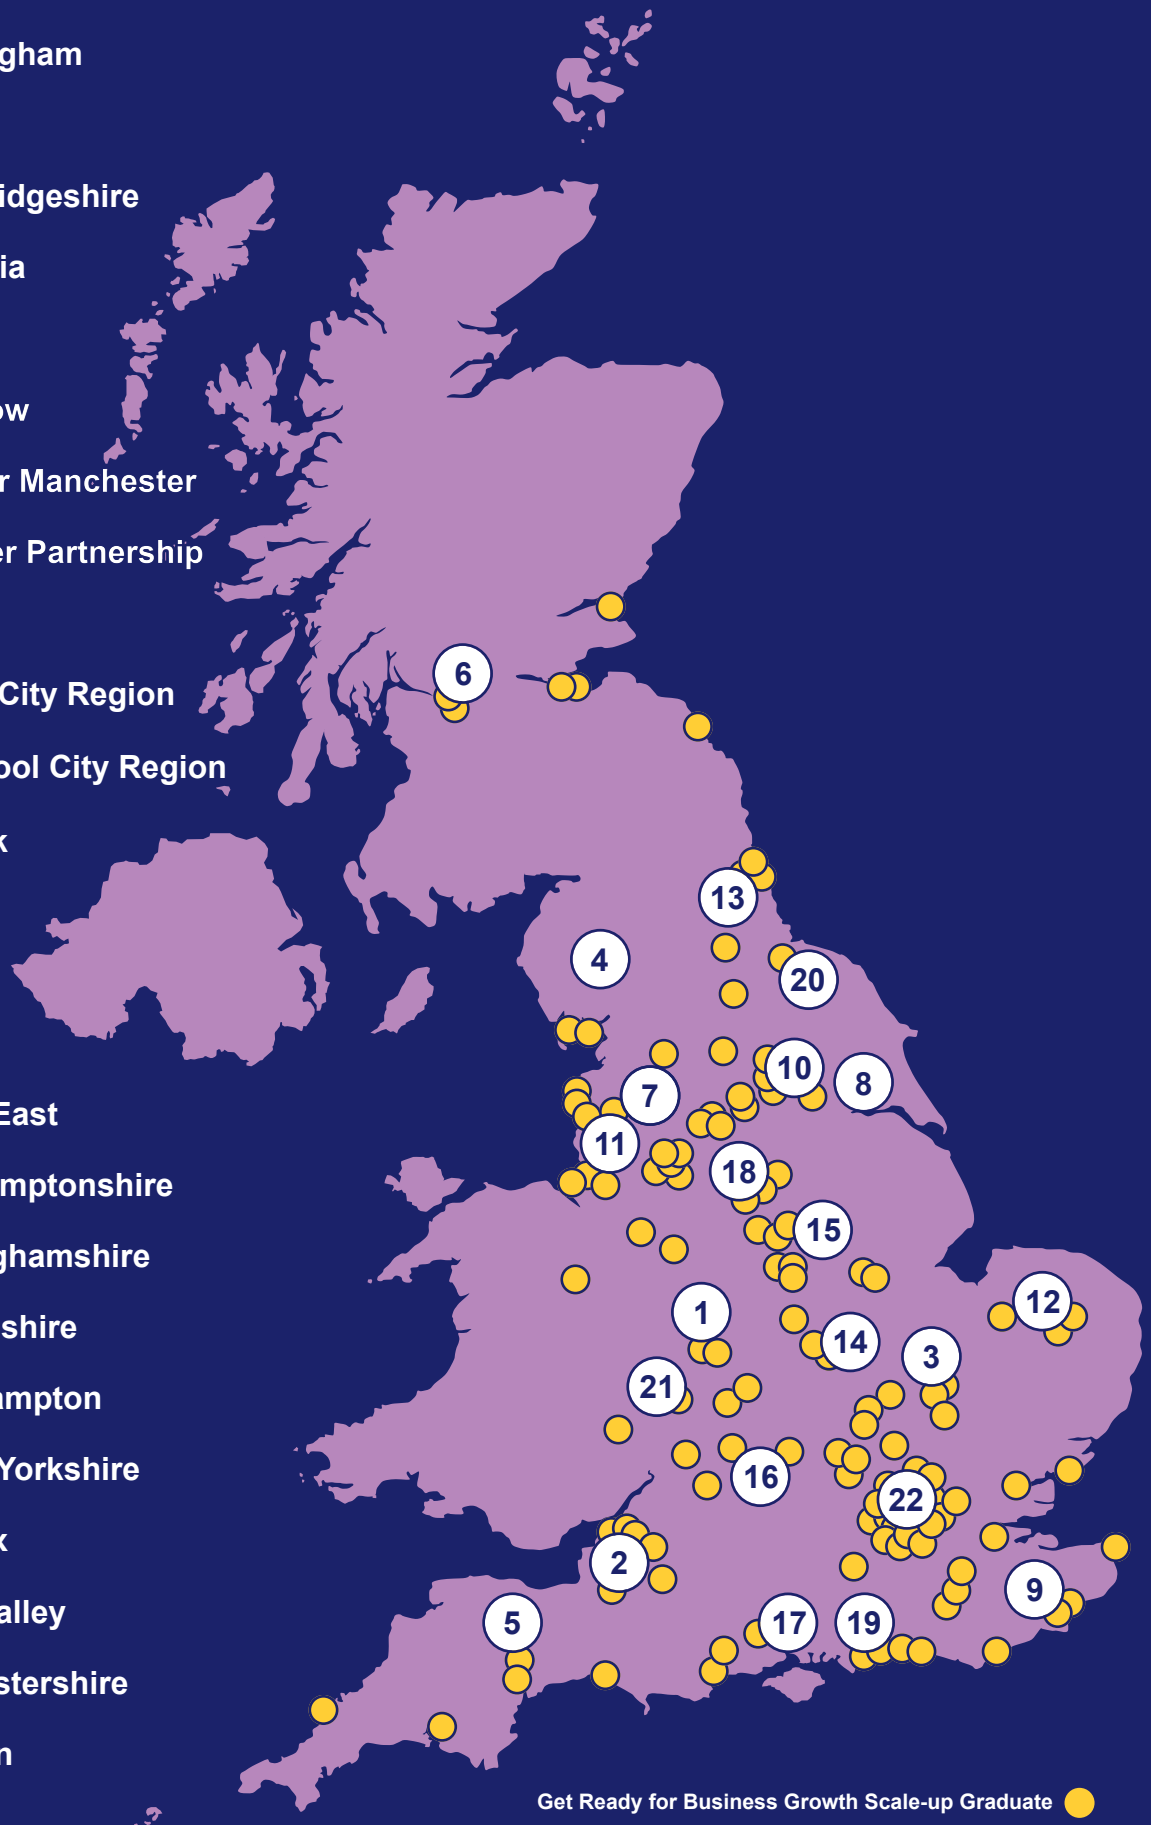 gham
idgeshire
ia
ow
r Manchester
er Partnership
City Region
ool City Region
k
East
mptonshire
ghamshire
shire
ampton
Yorkshire
x
alley
stershire
n
6
13
4
20
10
8
7
11
18
15
12
1
14
3
21
16
22
2
9
5
17
19
Get Ready for Business Growth Scale-up Graduate